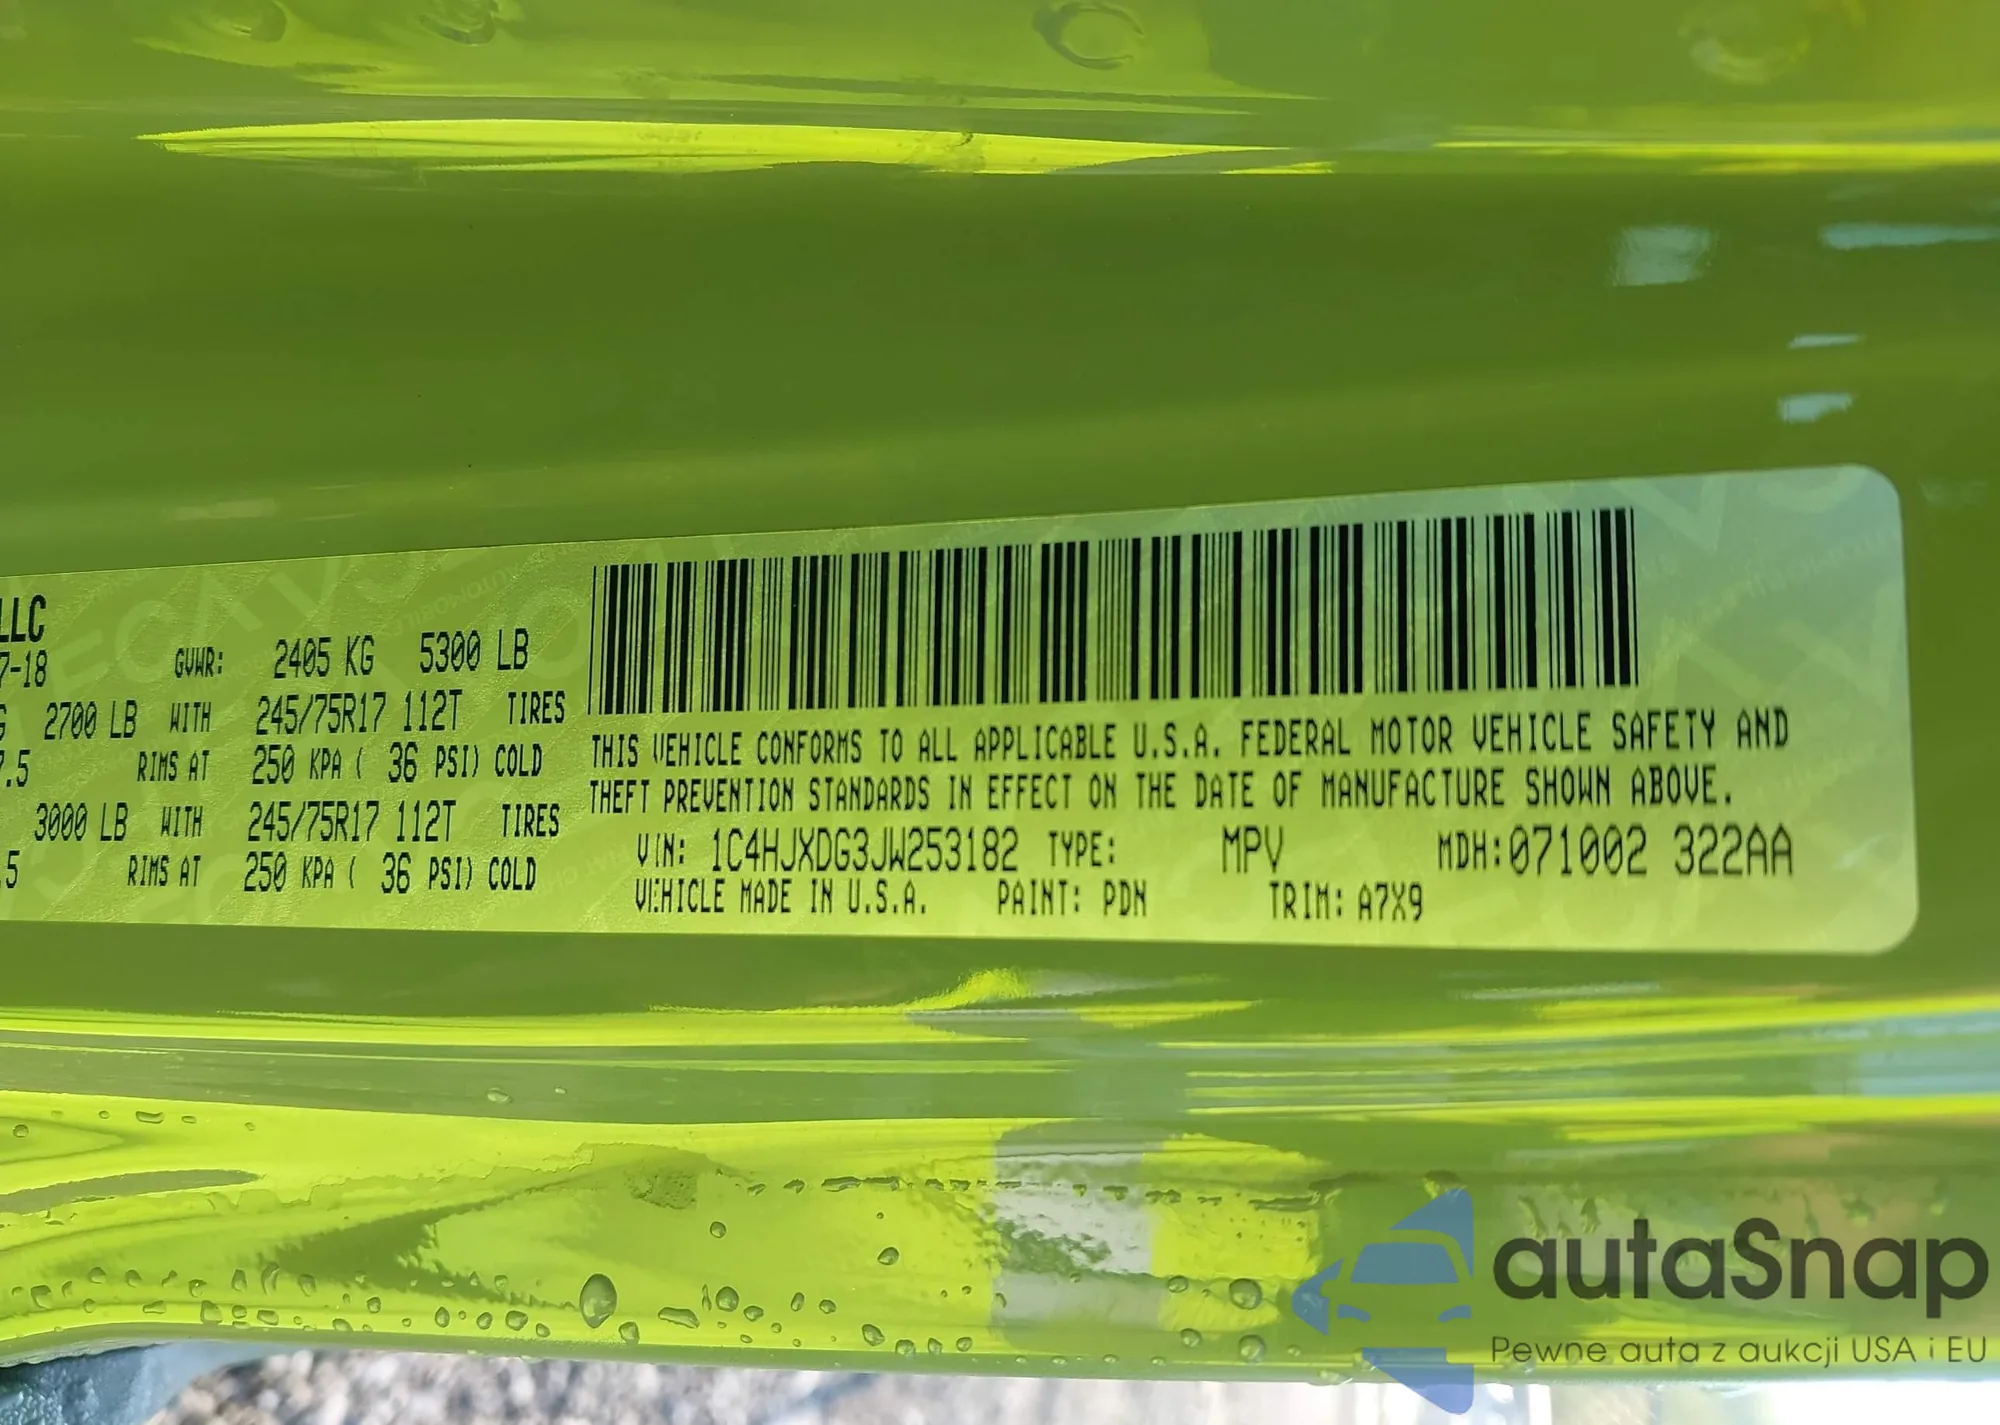 LLC
7-18 GVWR: 2405 KG 5300 LB
G 2700 LB WITH 245/75R17 112T TIRES
7.5 RIMS AT 250 KPA ( 36 PSI) COLD
3000 LB WITH 245/75R17 112T TIRES
.5 RIMS AT 250 KPA ( 36 PSI) COLD
THIS VEHICLE CONFORMS TO ALL APPLICABLE U.S.A. FEDERAL MOTOR VEHICLE SAFETY AND
THEFT PREVENTION STANDARDS IN EFFECT ON THE DATE OF MANUFACTURE SHOWN ABOVE.
VIN: 1C4HJXDG3JW253182 TYPE: MPV MDH:071002 322AA
VEHICLE MADE IN U.S.A. PAINT: PDN TRIM: A7X9
autaSnap
Pewne auta z aukcji USA i EU